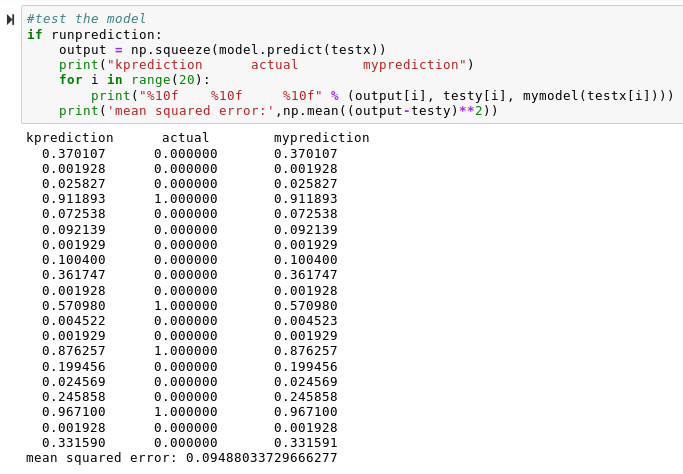 #test the model
if runprediction:
    output = np.squeeze(model.predict(testx))
    print("kprediction      actual        myprediction")
    for i in range(20):
        print("%10f    %10f     %10f" % (output[i], testy[i], mymodel(testx[i])))
    print('mean squared error:',np.mean((output-testy)**2))
kprediction      actual        myprediction
  0.370107      0.000000       0.370107
  0.001928      0.000000       0.001928
  0.025827      0.000000       0.025827
  0.911893      1.000000       0.911893
  0.072538      0.000000       0.072538
  0.092139      0.000000       0.092139
  0.001929      0.000000       0.001929
  0.100400      0.000000       0.100400
  0.361747      0.000000       0.361747
  0.001928      0.000000       0.001928
  0.570980      1.000000       0.570980
  0.004522      0.000000       0.004523
  0.001929      0.000000       0.001929
  0.876257      1.000000       0.876257
  0.199456      0.000000       0.199456
  0.024569      0.000000       0.024569
  0.245858      0.000000       0.245858
  0.967100      1.000000       0.967100
  0.001928      0.000000       0.001928
  0.331590      0.000000       0.331591
mean squared error: 0.09488033729666277